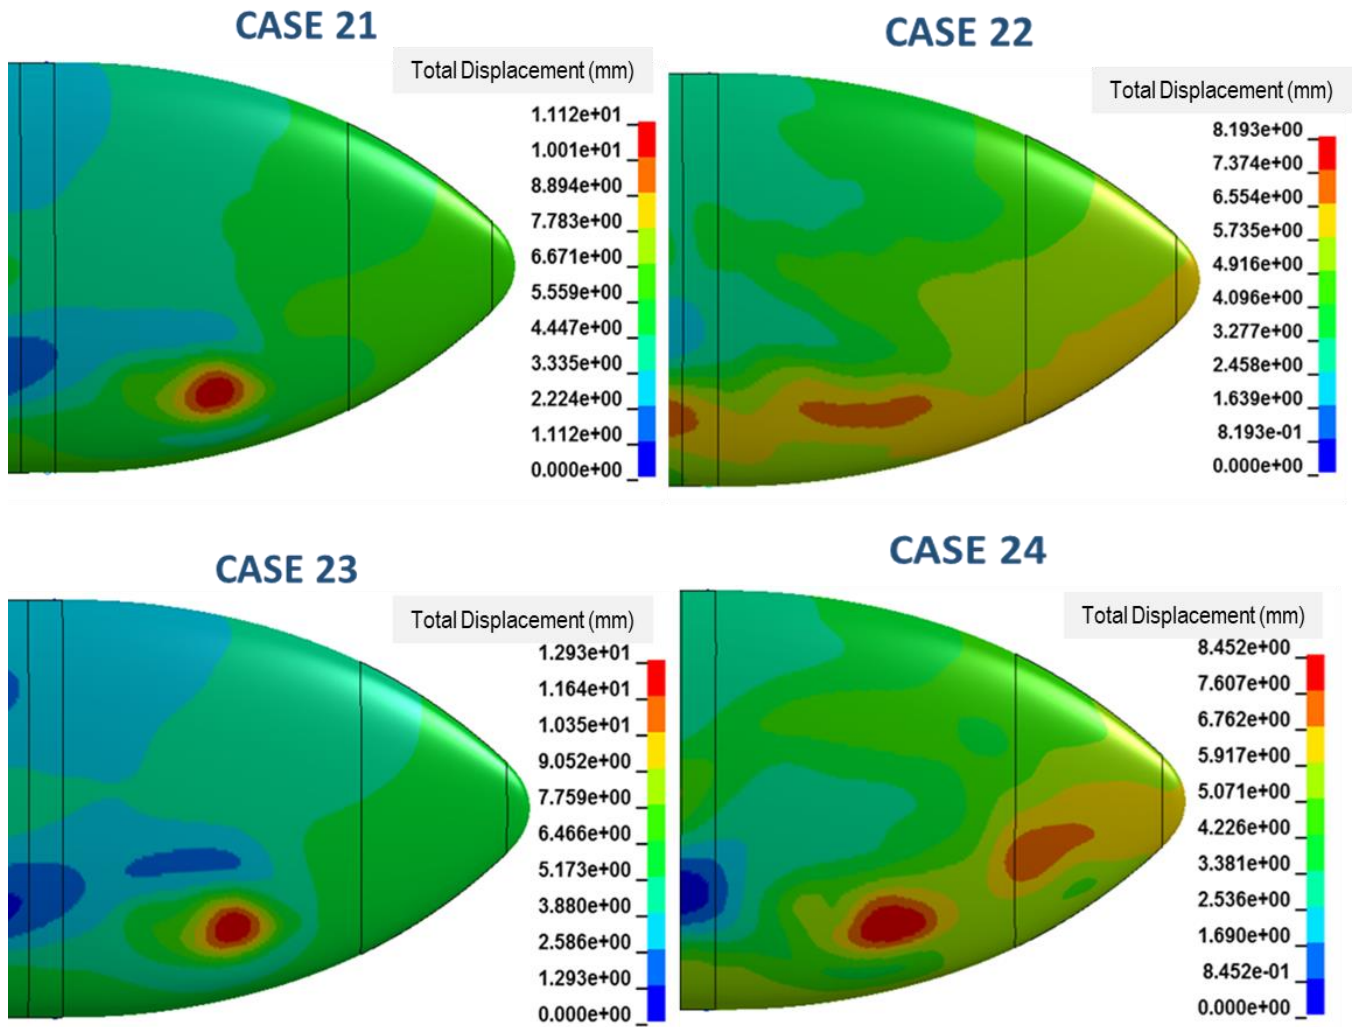 CASE 21
Total Displacement (mm)
1.112e+01
1.001e+01
8.894e+00
7.783e+00
6.671e+00
5.559e+00
4.447e+00
3.335e+00
2.224e+00
1.112e+00
0.000e+00
CASE 22
Total Displacement (mm)
8.193e+00
7.374e+00
6.554e+00
5.735e+00
4.916e+00
4.096e+00
3.277e+00
2.458e+00
1.639e+00
8.193e-01
0.000e+00
CASE 23
Total Displacement (mm)
1.293e+01
1.164e+01
1.035e+01
9.052e+00
7.759e+00
6.466e+00
5.173e+00
3.880e+00
2.586e+00
1.293e+00
0.000e+00
CASE 24
Total Displacement (mm)
8.452e+00
7.607e+00
6.762e+00
5.917e+00
5.071e+00
4.226e+00
3.381e+00
2.536e+00
1.690e+00
8.452e-01
0.000e+00